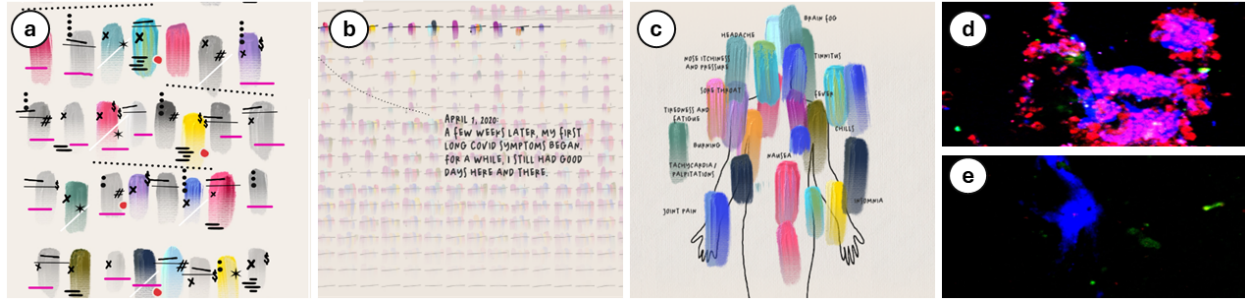 a
b
APRIL 1, 2020:
A FEW WEEKS LATER, MY FIRST
LONG COVID SYMPTOMS BEGAN.
FOR A WHILE, I STILL HAD GOOD
DAYS HERE AND THERE.
c
BRAIN FOG
HEADACHE
TINNITUS
NOSE ITCHINESS
AND PRESSURE
SORE THROAT
FEVER
TIREDNESS AND
FATIGUE
CHILLS
BURNING
NAUSEA
TACHYCARDIA/
PALPITATIONS
INSOMNIA
JOINT PAIN
d
e